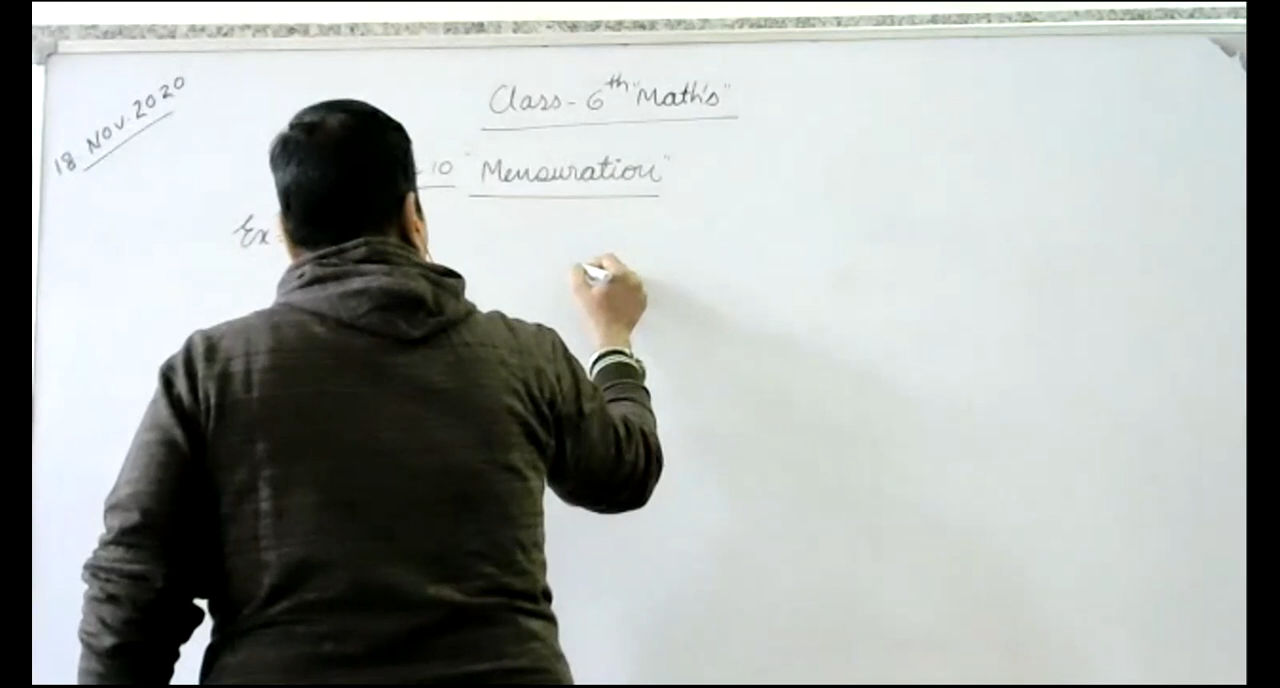 18 NOV. 2020
Class - 6th "Math's"
10 "Mensuration"
Ex